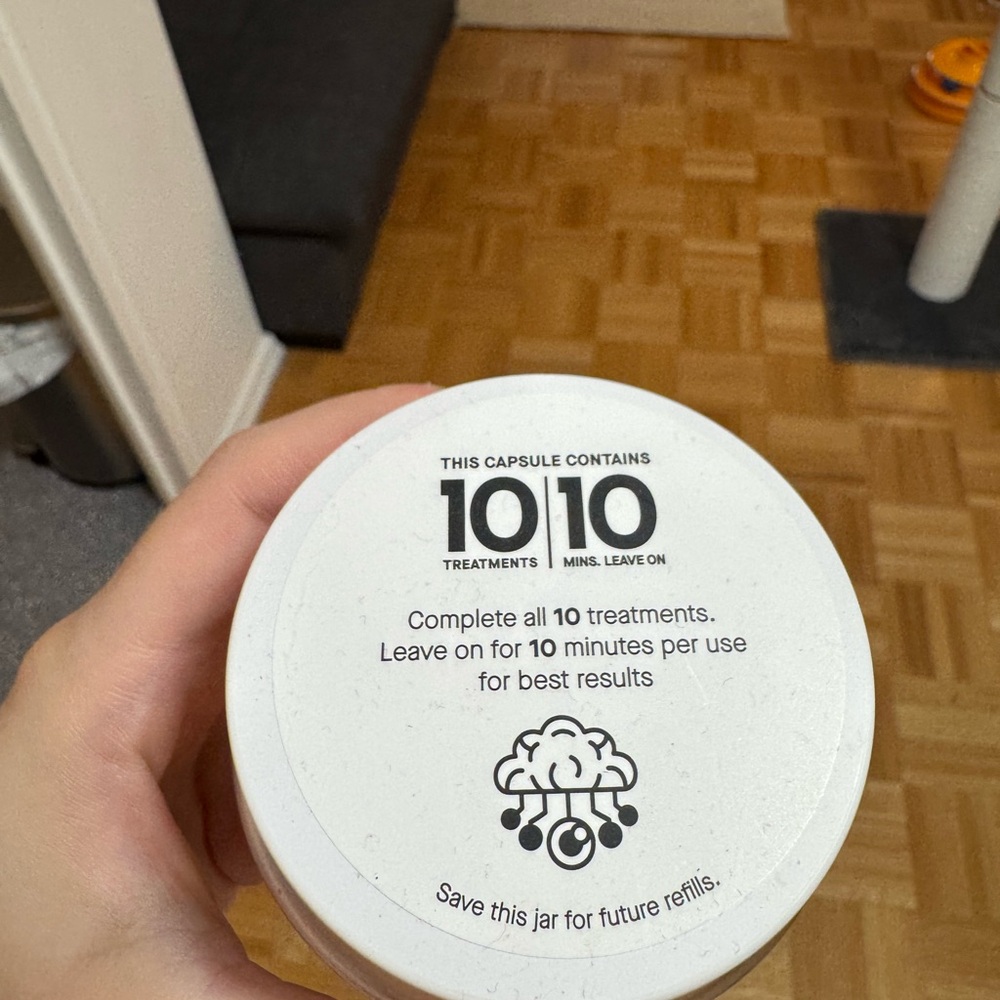 THIS CAPSULE CONTAINS
10|10
TREATMENTS MINS. LEAVE ON
Complete all 10 treatments.
Leave on for 10 minutes per use
for best results
Save this jar for future refills.